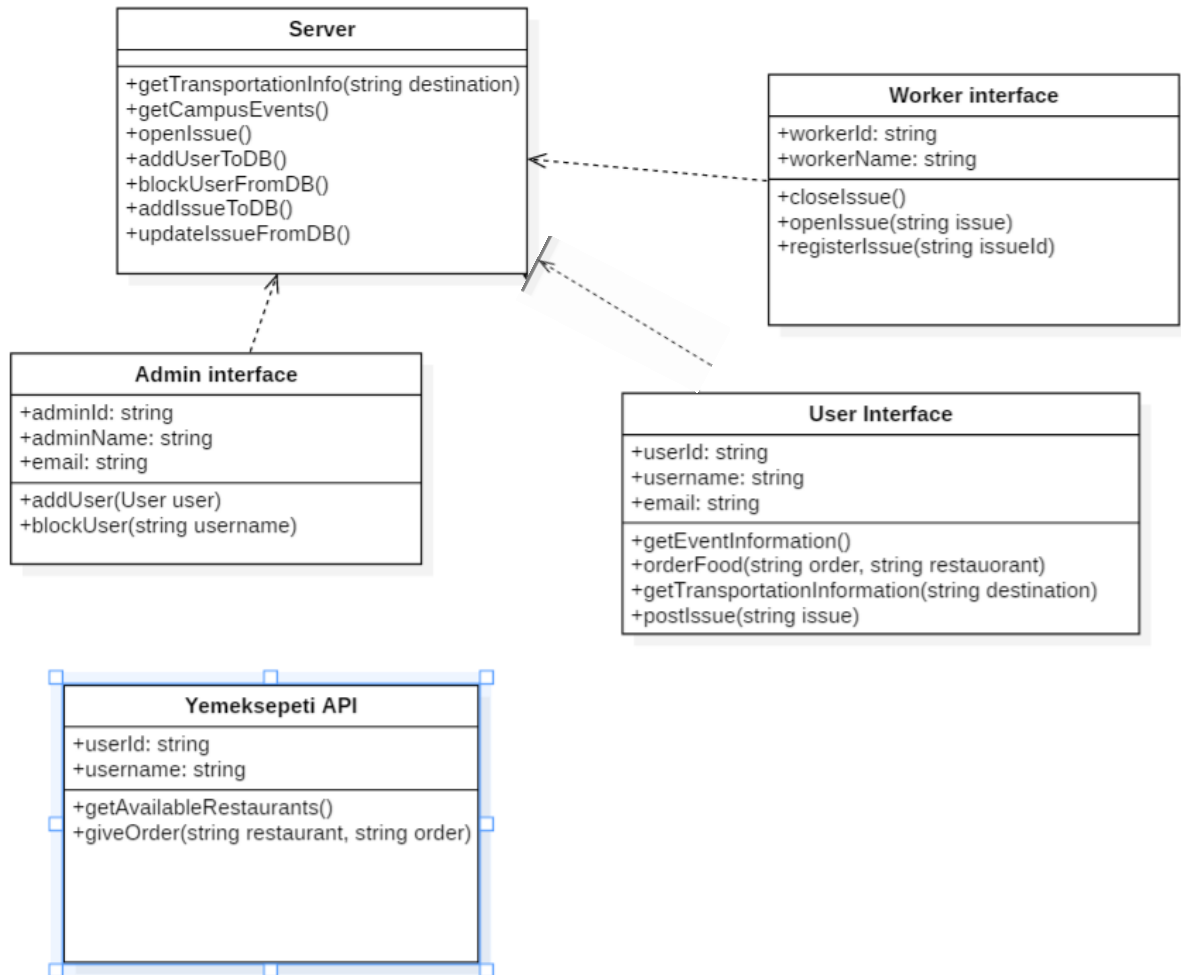 Server
+getTransportationInfo(string destination)
+getCampusEvents()
+openIssue()
+addUserToDB()
+blockUserFromDB()
+addIssueToDB()
+updateIssueFromDB()
Worker interface
+workerId: string
+workerName: string
+closeIssue()
+openIssue(string issue)
+registerIssue(string issueId)
Admin interface
+adminId: string
+adminName: string
+email: string
+addUser(User user)
+blockUser(string username)
User Interface
+userId: string
+username: string
+email: string
+getEventInformation()
+orderFood(string order, string restauorant)
+getTransportationInformation(string destination)
+postIssue(string issue)
Yemeksepeti API
+userId: string
+username: string
+getAvailableRestaurants()
+giveOrder(string restaurant, string order)